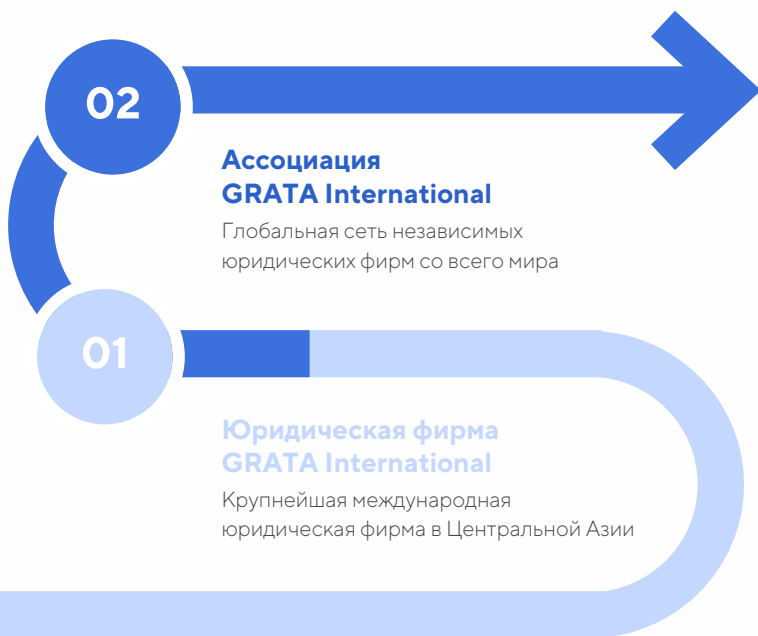 02
Ассоциация
GRATA International
Глобальная сеть независимых
юридических фирм со всего мира
01
Юридическая фирма
GRATA International
Крупнейшая международная
юридическая фирма в Центральной Азии